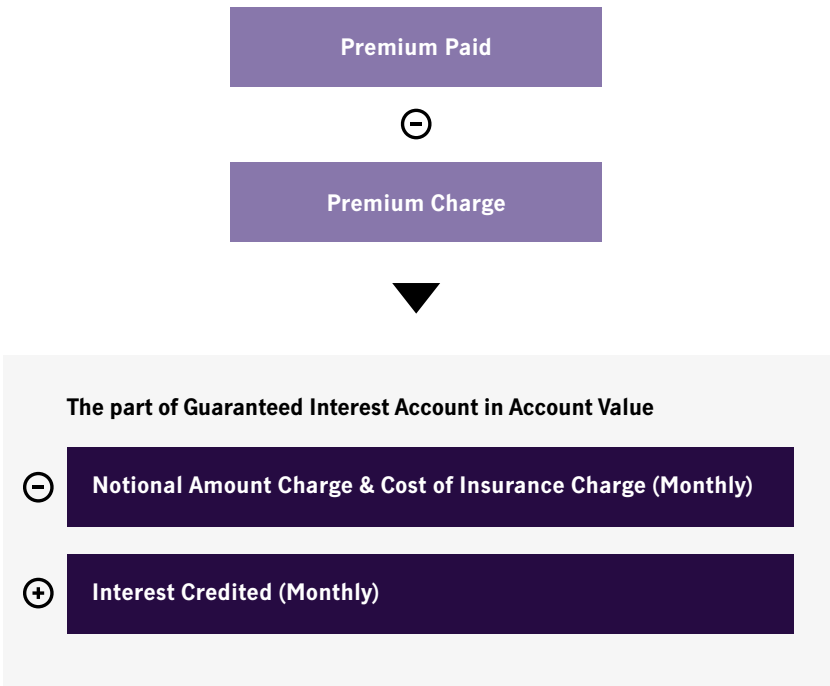 Premium Paid
Premium Charge
The part of Guaranteed Interest Account in Account Value
Notional Amount Charge & Cost of Insurance Charge (Monthly)
Interest Credited (Monthly)